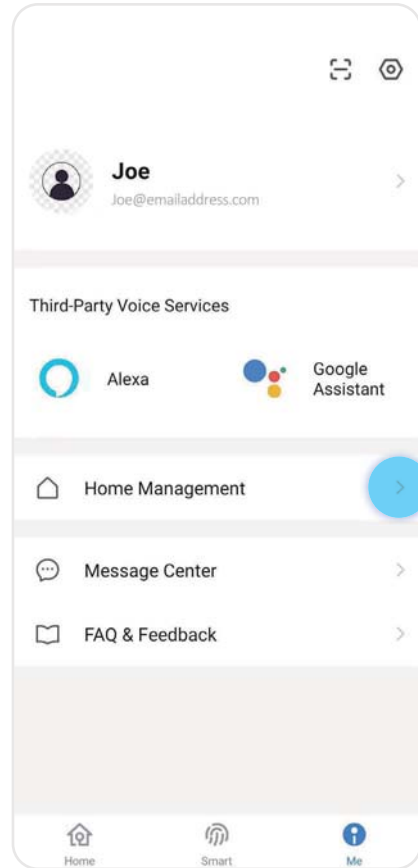 Joe
Joe@emailaddress.com
Third-Party Voice Services
Alexa
Google
Assistant
Home Management
Message Center
FAQ & Feedback
Home
Smart
Me